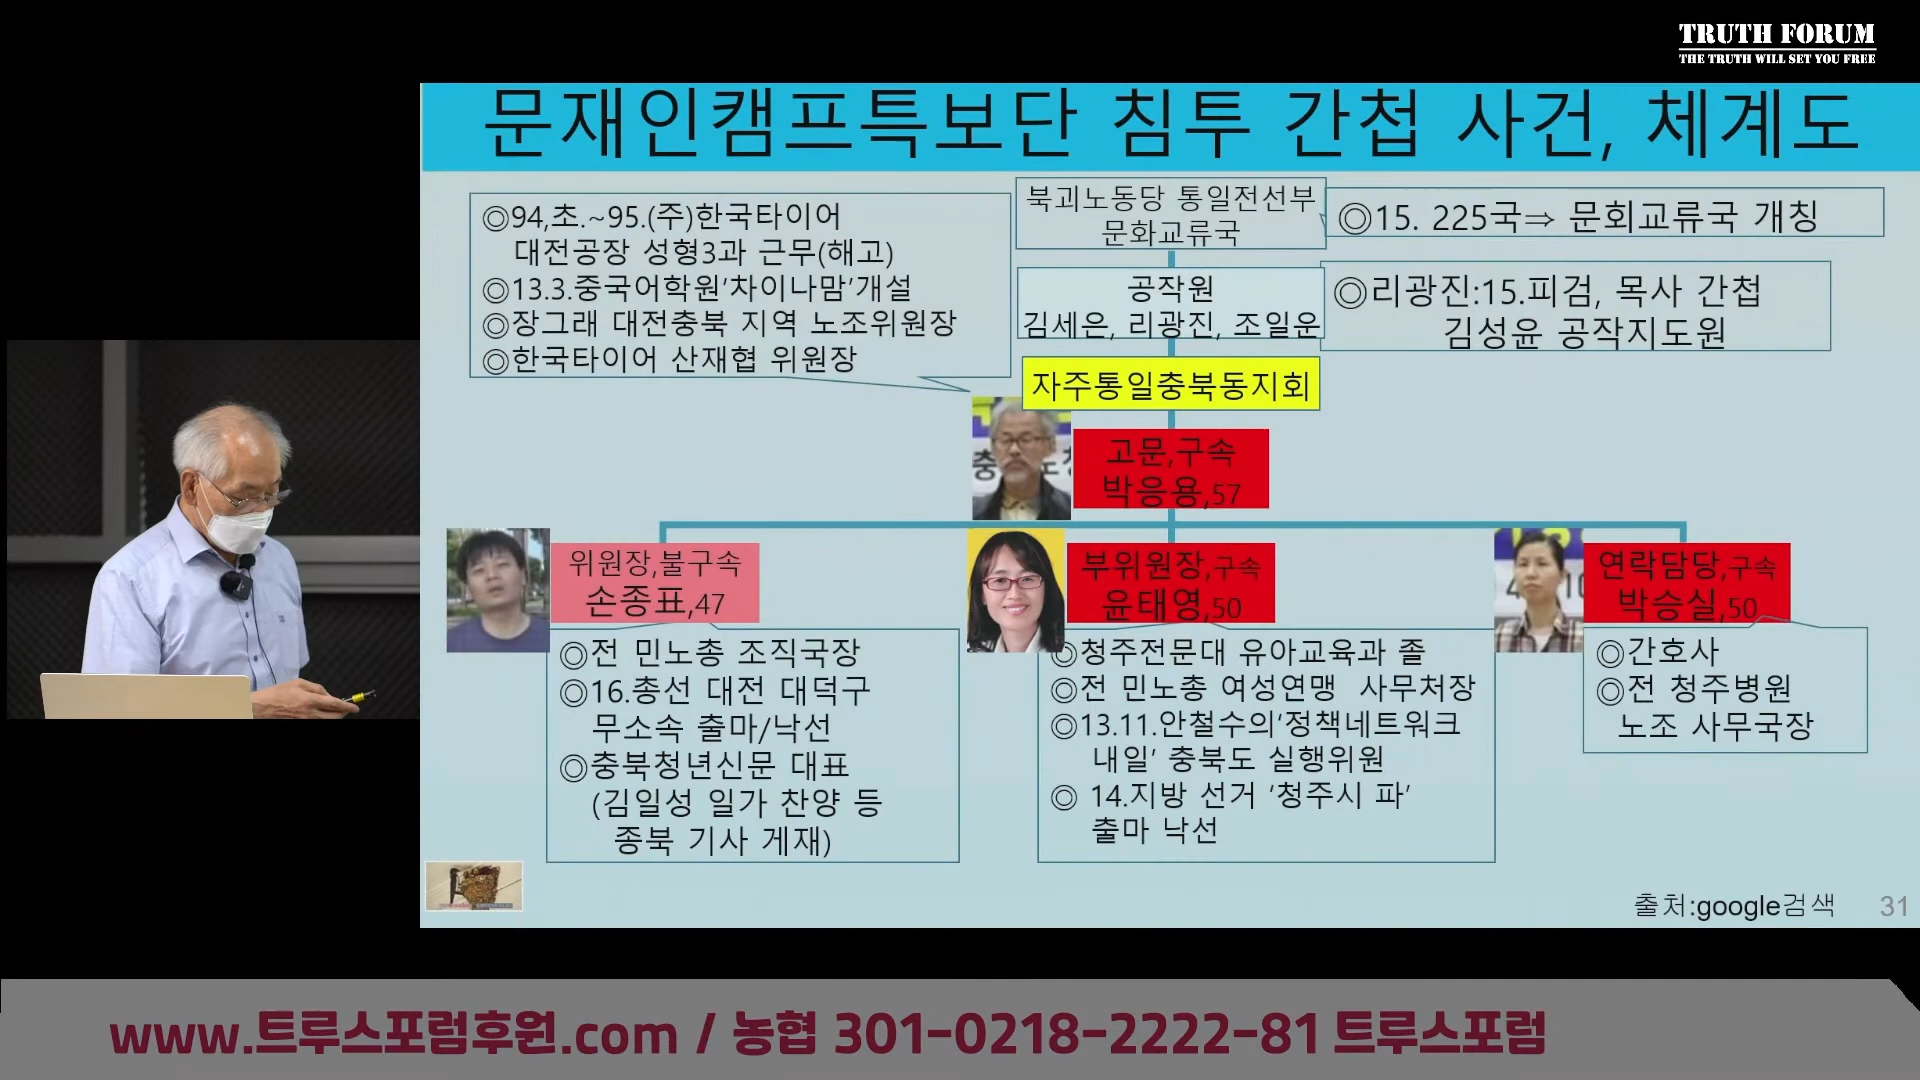 TRUTH FORUM
THE TRUTH WILL SET YOU FREE
문재인캠프특보단 침투 간첩 사건, 체계도
◎94,초.~95.(주)한국타이어
대전공장 성형3과 근무(해고)
◎13.3.중국어학원‘차이나맘’개설
◎장그래 대전충북 지역 노조위원장
◎한국타이어 산재협 위원장
북괴노동당 통일전선부
문화교류국
◎15. 225국⇒ 문회교류국 개칭
공작원
김세은, 리광진, 조일운
◎리광진:15.피검, 목사 간첩
김성윤 공작지도원
자주통일충북동지회
고문,구속
박응용,57
위원장,불구속
손종표,47
◎전 민노총 조직국장
◎16.총선 대전 대덕구
무소속 출마/낙선
◎충북청년신문 대표
(김일성 일가 찬양 등
종북 기사 게재)
부위원장,구속
윤태영,50
◎청주전문대 유아교육과 졸
◎전 민노총 여성연맹 사무처장
◎13.11.안철수의‘정책네트워크
내일’ 충북도 실행위원
◎ 14.지방 선거 ‘청주시 파’
출마 낙선
연락담당,구속
박승실,50
◎간호사
◎전 청주병원
노조 사무국장
출처:google검색
31
www.트루스포럼후원.com / 농협 301-0218-2222-81 트루스포럼